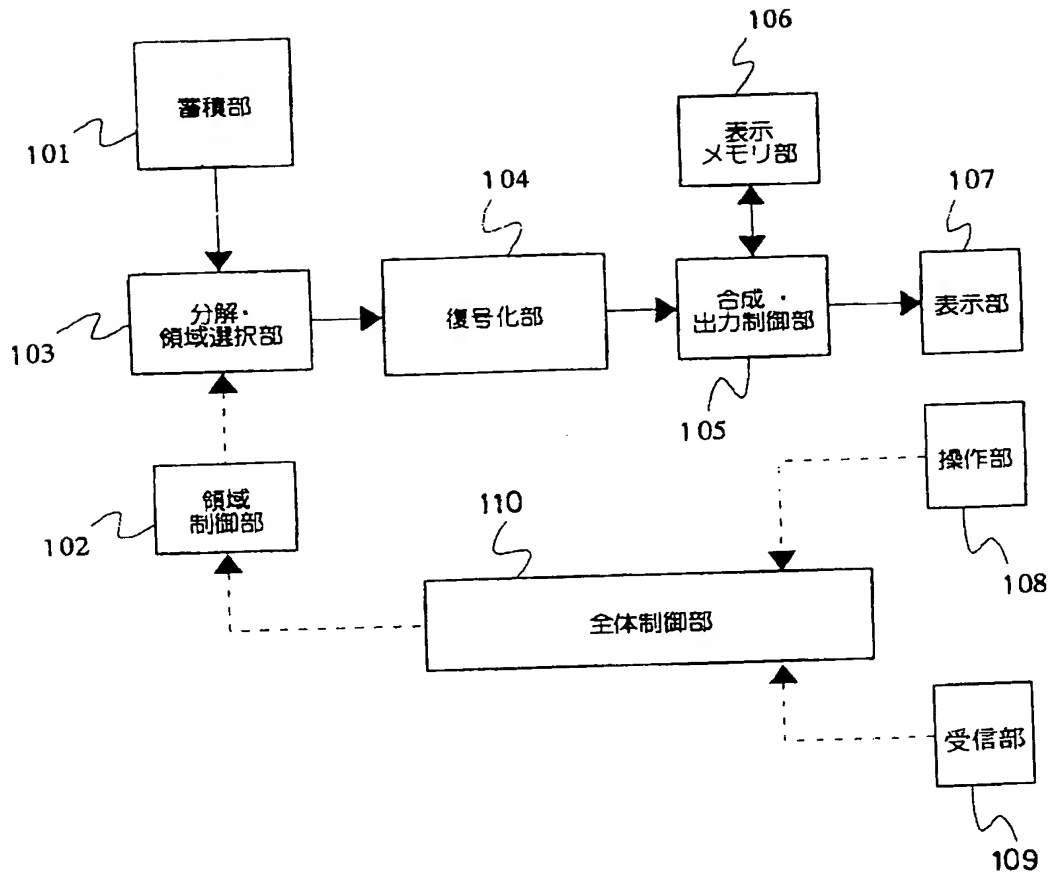 106
蓄積部
表示
メモリ部
101
104
107
分解・
領域選択部
復号化部
合成・
出力制御部
表示部
103
105
操作部
領域
制御部
110
102
108
全体制御部
受信部
109